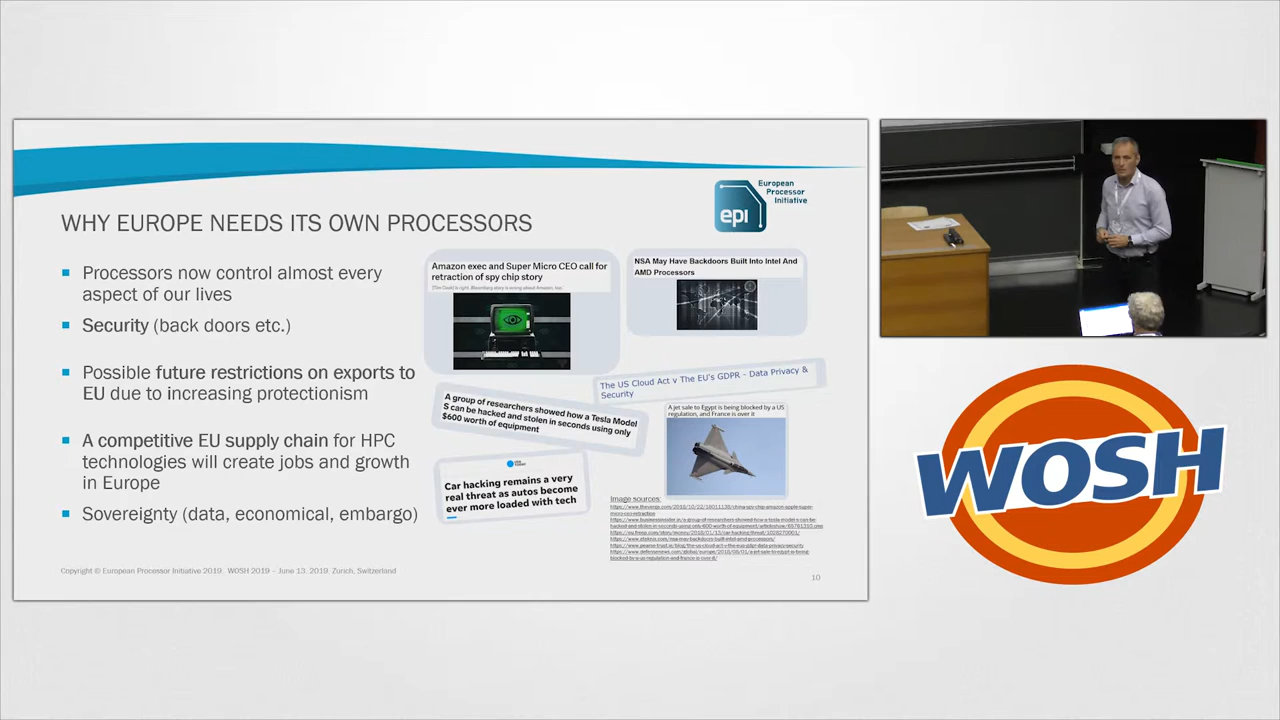 European
Processor
Initiative
epi
WHY EUROPE NEEDS ITS OWN PROCESSORS
▪ Processors now control almost every
aspect of our lives
▪ Security (back doors etc.)
▪ Possible future restrictions on exports to
EU due to increasing protectionism
▪ A competitive EU supply chain for HPC
technologies will create jobs and growth
in Europe
▪ Sovereignty (data, economical, embargo)
Amazon exec and Super Micro CEO call for
retraction of spy chip story
NSA May Have Backdoors Built Into Intel And
AMD Processors
The US Cloud Act v The EU's GDPR - Data Privacy &
Security
A group of researchers showed how a Tesla Model
S can be hacked and stolen in seconds using only
$600 worth of equipment
A jet sale to Egypt is being blocked by a US
regulation, and France is over it
Car hacking remains a very
real threat as autos become
ever more loaded with tech
Image sources:
Copyright © European Processor Initiative 2019. WOSH 2019 – June 13. 2019. Zurich, Switzerland
10
WOSH